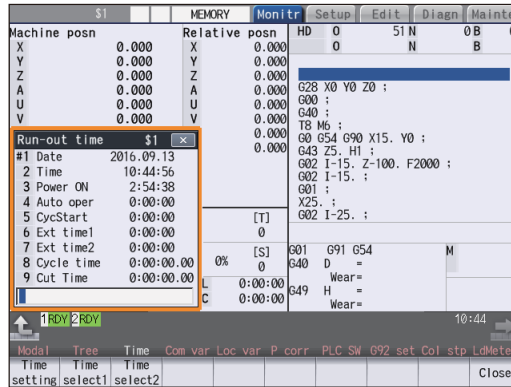 $1 MEMORY Monitr Setup Edit Diagn Mainte
Machine posn Relative posn HD O 51 N 0 B
O N B
X 0.000 X 0.000
Y 0.000 Y 0.000
Z 0.000 Z 0.000
A 0.000 A 0.000
U 0.000 U 0.000
V 0.000 V 0.000
0.000
0.000
G28 X0 Y0 Z0 ;
G00 ;
G40 ;
T8 M6 ;
G0 G54 G90 X15. Y0 ;
G43 Z5. H1 ;
G02 I-15. Z-100. F2000 ;
G02 I-15. ;
G01 ;
X25. ;
G02 I-25. ;
Run-out time $1 ×
#1 Date 2016.09.13
2 Time 10:44:56
3 Power ON 2:54:38
4 Auto oper 0:00:00
5 CycStart 0:00:00
6 Ext time1 0:00:00
7 Ext time2 0:00:00
8 Cycle time 0:00:00.00
9 Cut Time 0:00:00.00
[T]
0
0% [S]
0
L 0:00:00
C 0:00:00
G01 G91 G54 M
G40 D =
Wear=
G49 H =
Wear=
1 RDY 2 RDY 10:44
Modal Tree Time Com var Loc var P corr PLC SW G92 set Col stp LdMete
Time setting Time select1 Time select2 Close